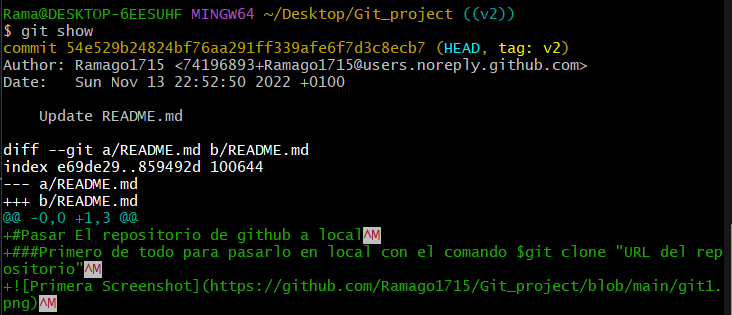 Rama@DESKTOP-6EESUHF MINGW64 ~/Desktop/Git_project ((v2))
$ git show
commit 54e529b24824bf76aa291ff339afe6f7d3c8ecb7 (HEAD, tag: v2)
Author: Ramago1715 <74196893+Ramago1715@users.noreply.github.com>
Date:   Sun Nov 13 22:52:50 2022 +0100

    Update README.md

diff --git a/README.md b/README.md
index e69de29..859492d 100644
--- a/README.md
+++ b/README.md
@@ -0,0 +1,3 @@
+#Pasar El repositorio de github a local^M
+###Primero de todo para pasarlo en local con el comando $git clone "URL del rep
ositorio"^M
+![Primera Screenshot](https://github.com/Ramago1715/Git_project/blob/main/git1.
png)^M